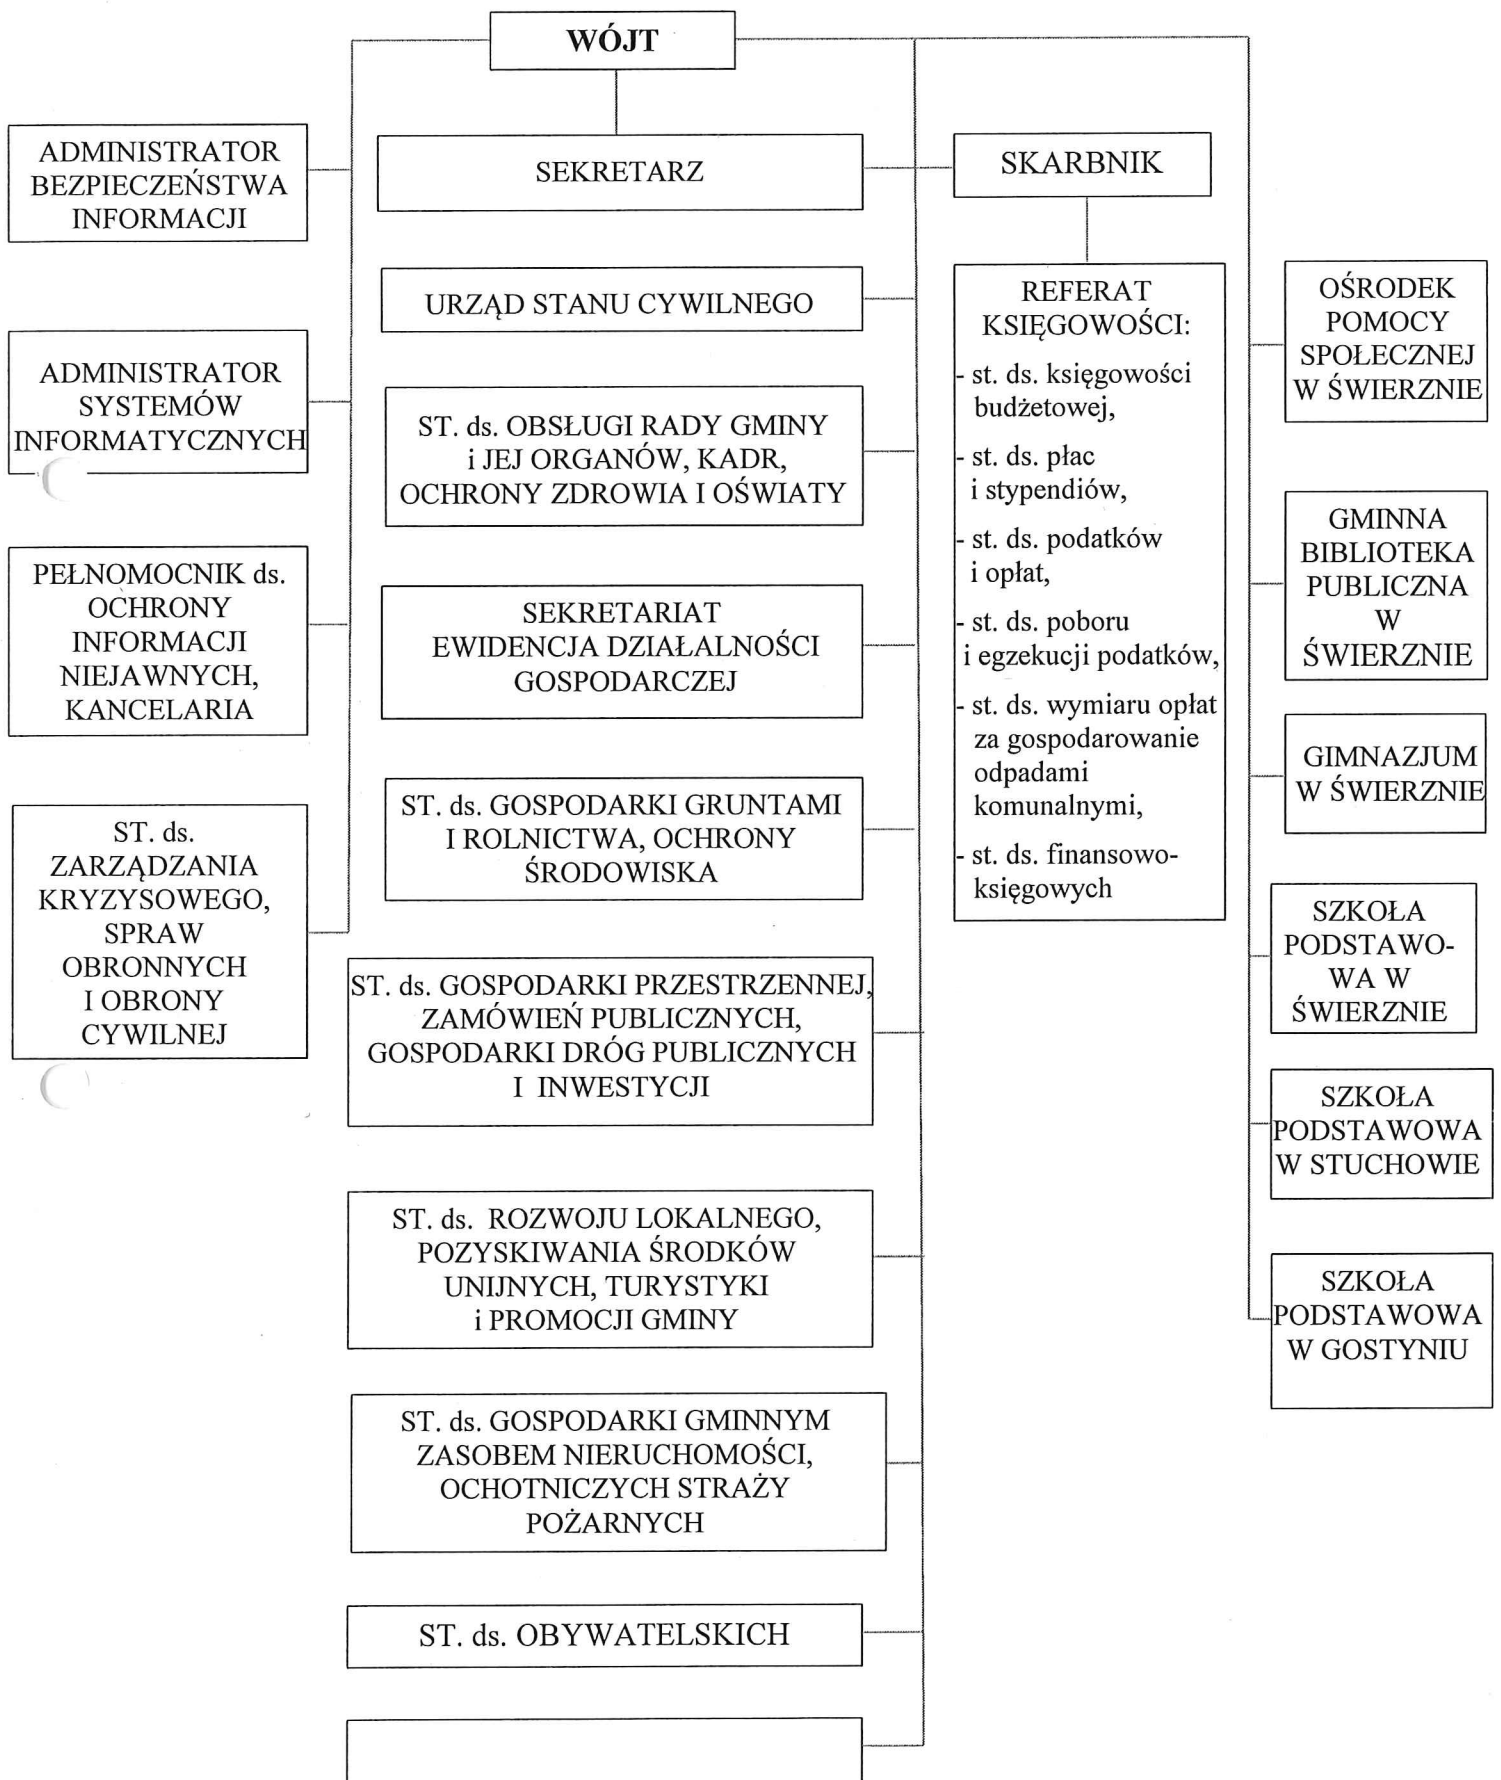 WÓJT
ADMINISTRATOR
BEZPIECZEŃSTWA
INFORMACJI
ADMINISTRATOR
SYSTEMÓW
INFORMATYCZNYCH
PEŁNOMOCNIK ds.
OCHRONY
INFORMACJI
NIEJAWNYCH,
KANCELARIA
ST. ds.
ZARZĄDZANIA
KRYZYSOWEGO,
SPRAW
OBRONNYCH
I OBRONY
CYWILNEJ
SEKRETARZ
URZĄD STANU CYWILNEGO
ST. ds. OBSŁUGI RADY GMINY
i JEJ ORGANÓW, KADR,
OCHRONY ZDROWIA I OŚWIATY
SEKRETARIAT
EWIDENCJA DZIAŁALNOŚCI
GOSPODARCZEJ
ST. ds. GOSPODARKI GRUNTAMI
I ROLNICTWA, OCHRONY
ŚRODOWISKA
ST. ds. GOSPODARKI PRZESTRZENNEJ,
ZAMÓWIEŃ PUBLICZNYCH,
GOSPODARKI DRÓG PUBLICZNYCH
I INWESTYCJI
ST. ds. ROZWOJU LOKALNEGO,
POZYSKIWANIA ŚRODKÓW
UNIJNYCH, TURYSTYKI
i PROMOCJI GMINY
ST. ds. GOSPODARKI GMINNYM
ZASOBEM NIERUCHOMOŚCI,
OCHOTNICZYCH STRAŻY
POŻARNYCH
ST. ds. OBYWATELSKICH
SKARBNIK
REFERAT
KSIĘGOWOŚCI:
- st. ds. księgowości
budżetowej,
- st. ds. płac
i stypendiów,
- st. ds. podatków
i opłat,
- st. ds. poboru
i egzekucji podatków,
- st. ds. wymiaru opłat
za gospodarowanie
odpadami
komunalnymi,
- st. ds. finansowo-
księgowych
OŚRODEK
POMOCY
SPOŁECZNEJ
W ŚWIERZNIE
GMINNA
BIBLIOTEKA
PUBLICZNA
W
ŚWIERZNIE
GIMNAZJUM
W ŚWIERZNIE
SZKOŁA
PODSTAWO-
WA W
ŚWIERZNIE
SZKOŁA
PODSTAWOWA
W STUCHOWIE
SZKOŁA
PODSTAWOWA
W GOSTYNIU